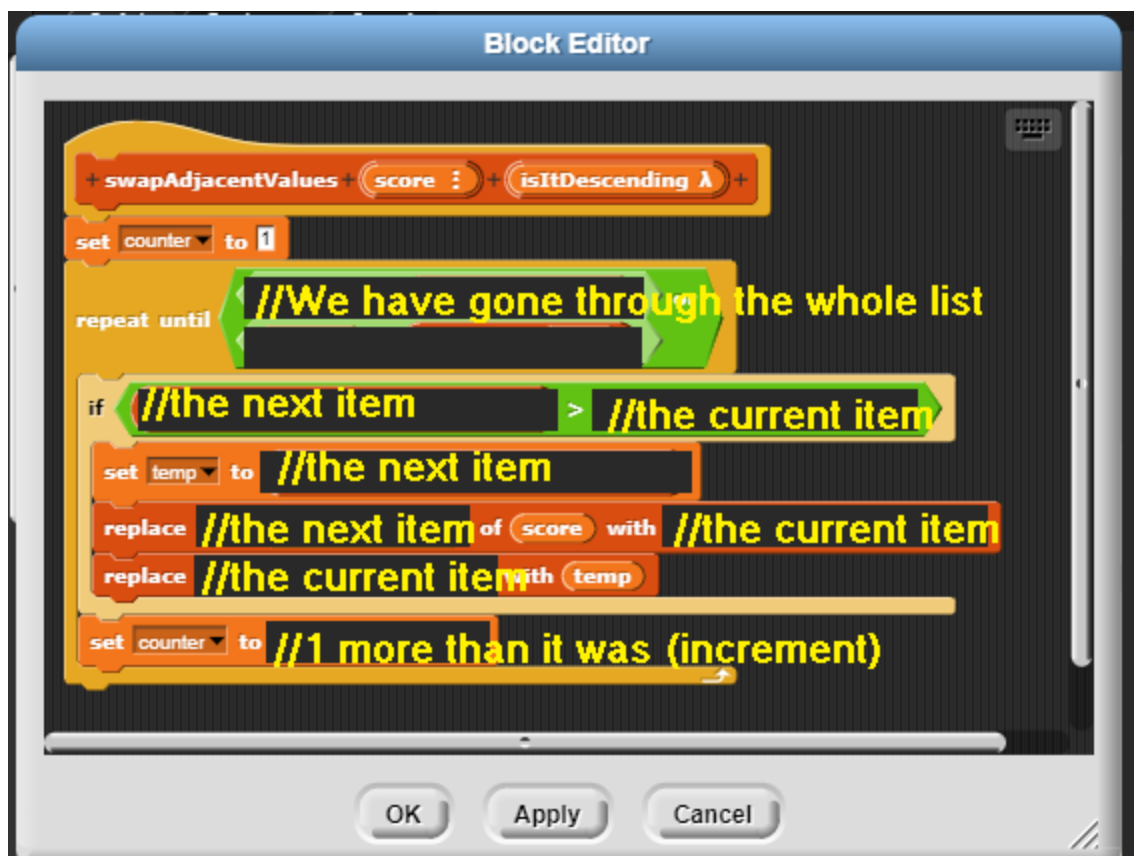 Block Editor
+ swapAdjacentValues + score ⋮ + isItDescending λ +
set counter to 1
repeat until //We have gone through the whole list
if //the next item > //the current item
set temp to //the next item
replace //the next item of score with //the current item
replace //the current item with temp
set counter to //1 more than it was (increment)
OK Apply Cancel